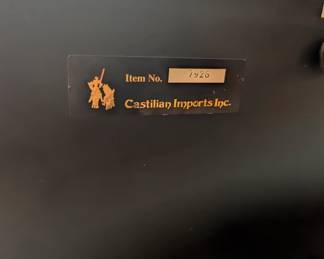 Item No. 7926
Castilian Imports Inc.